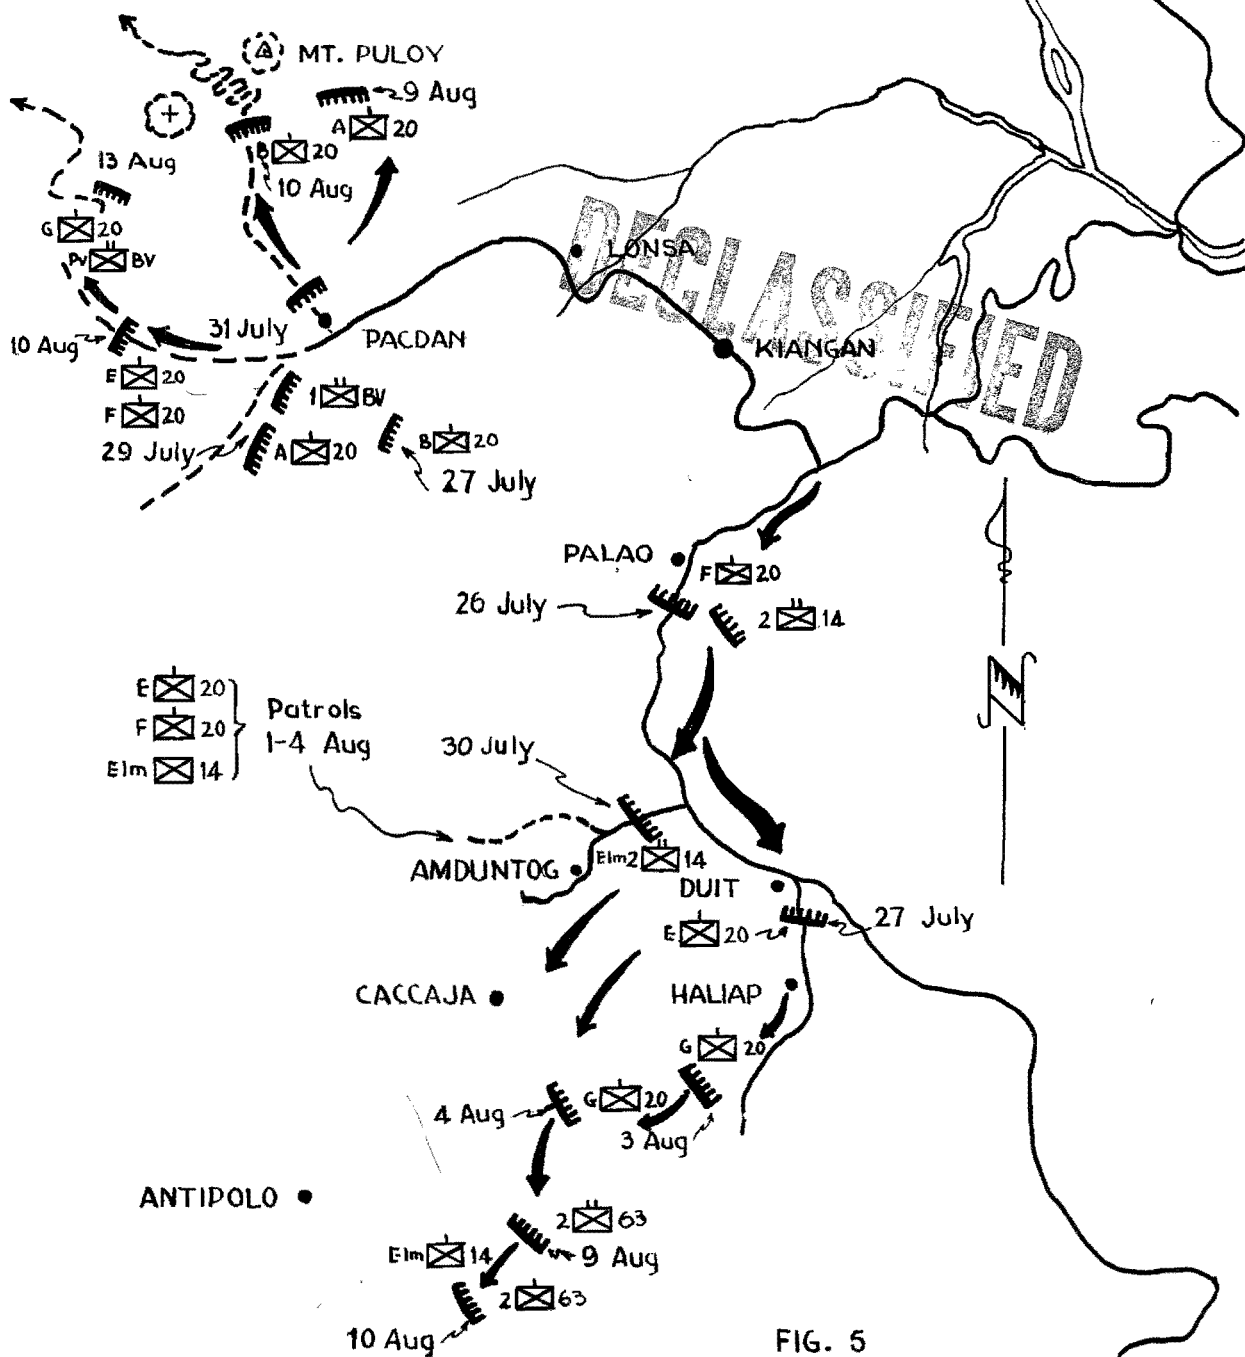 MT. PULOY
9 Aug
A 20
B 20
10 Aug
13 Aug
G 20
Pv BV
LONSA
DECLASSIFIED
31 July
PACDAN
KIANGAN
10 Aug
E 20
F 20
1 BV
29 July
A 20
B 20
27 July
PALAO
F 20
26 July
2 14
E 20
F 20
Elm 14
Patrols
1-4 Aug
30 July
AMDUNTOG
Elm2 14
DUIT
E 20
27 July
CACCAJA
HALIAP
G 20
G 20
4 Aug
3 Aug
ANTIPOLO
2 63
Elm 14
9 Aug
2 63
10 Aug
FIG. 5